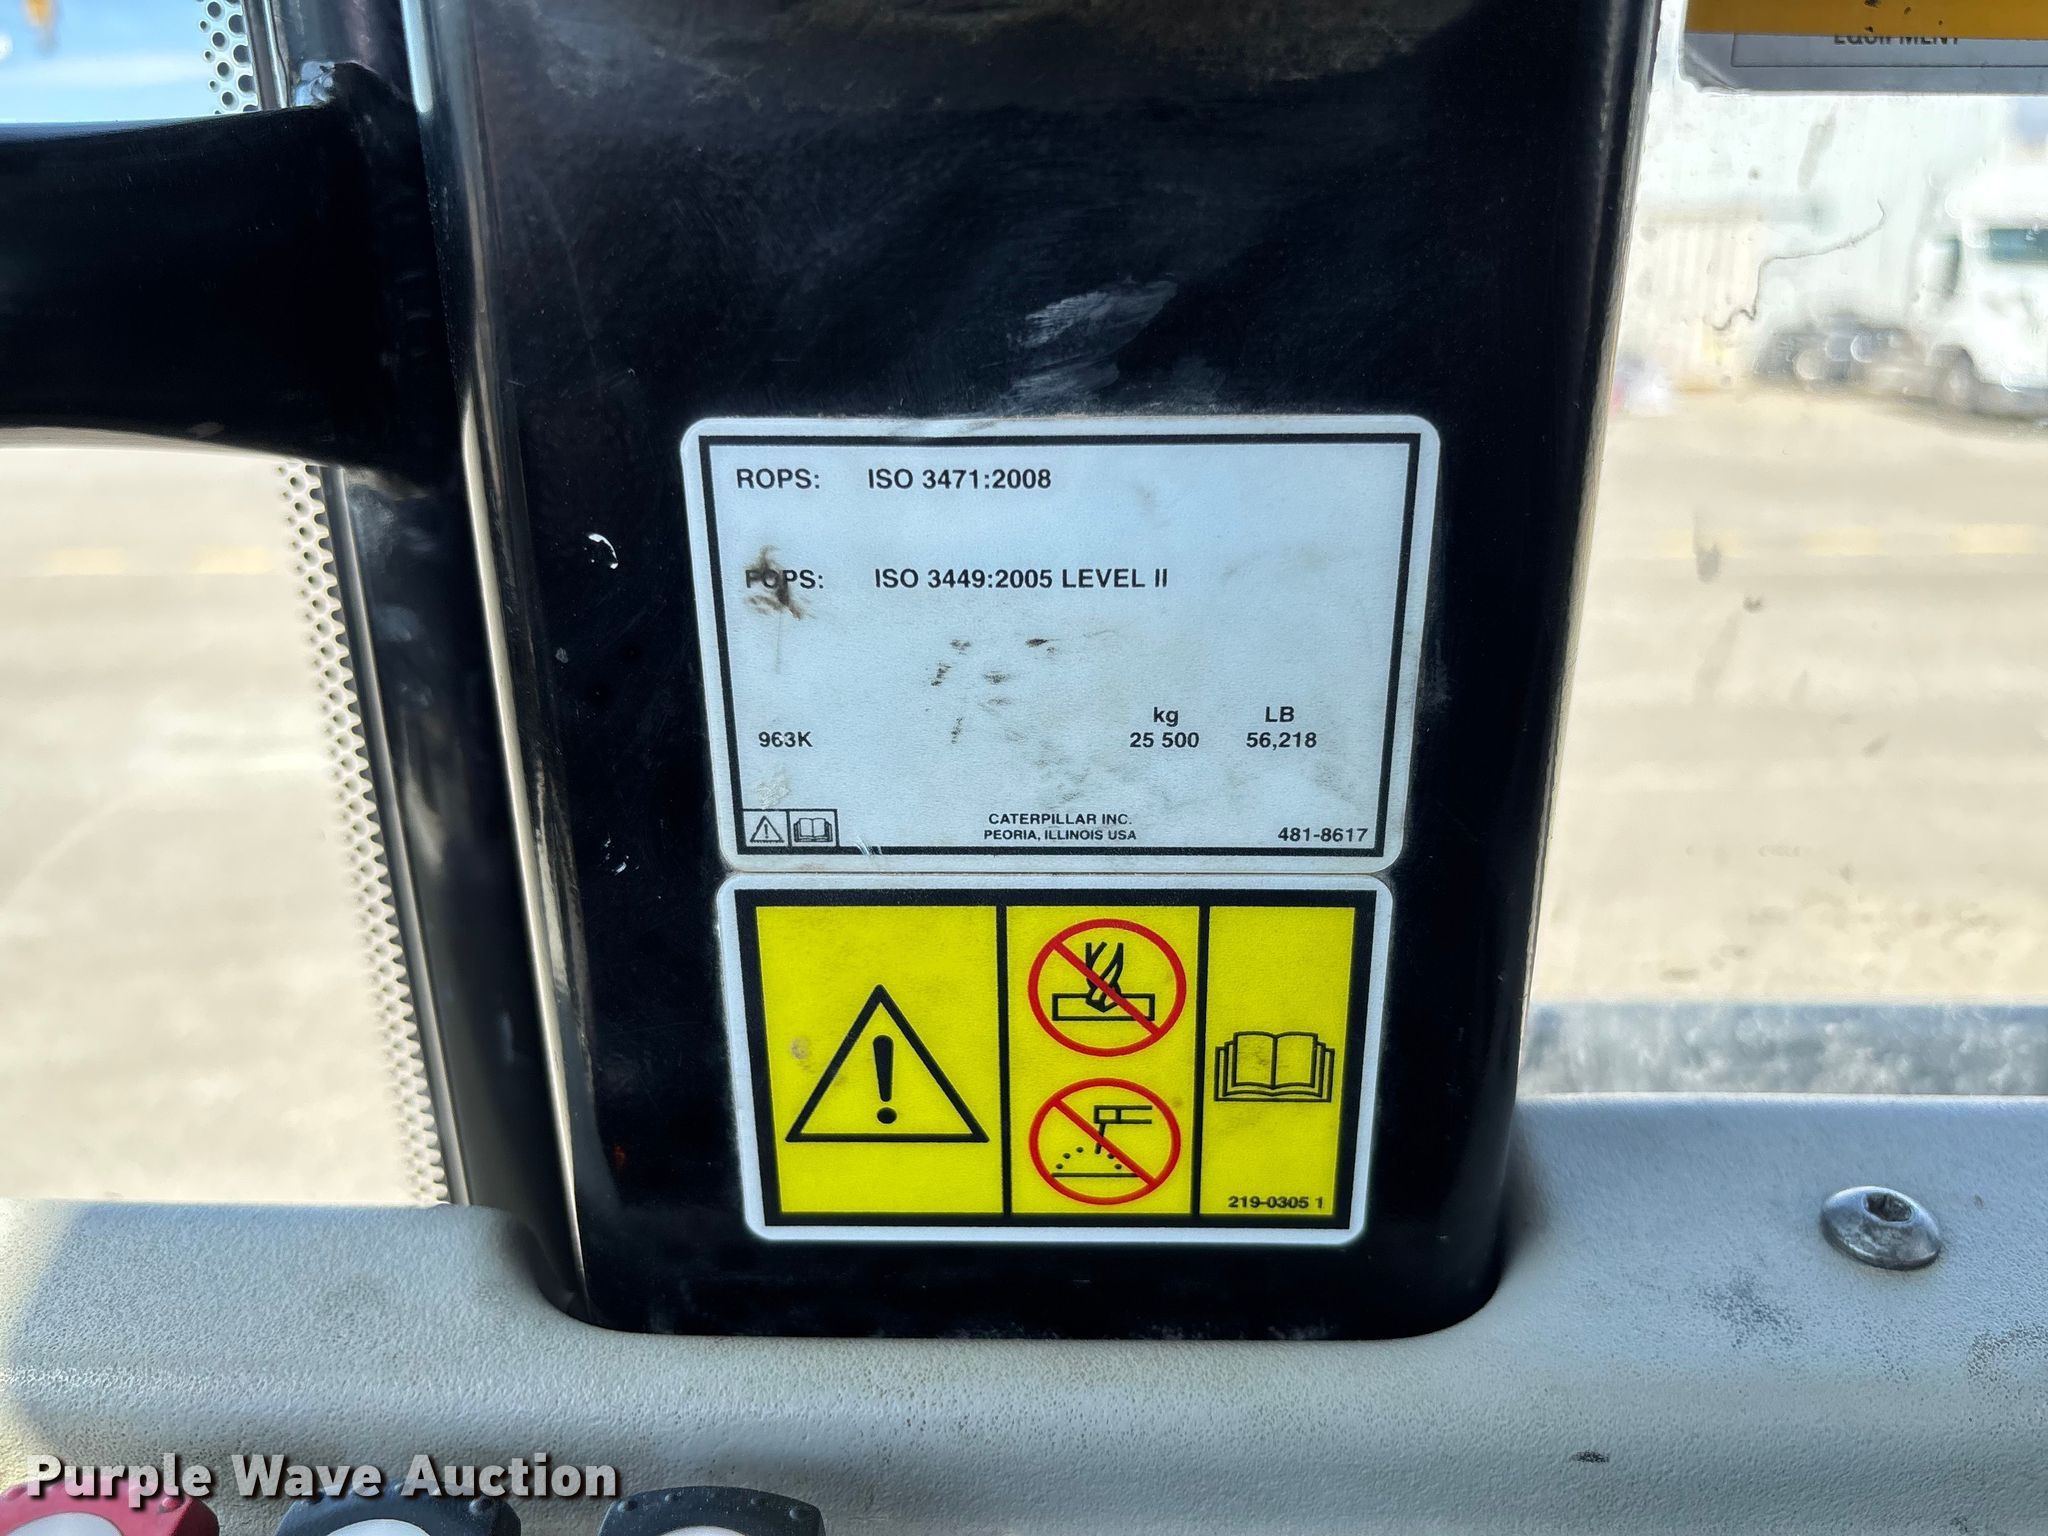 EQUIPMENT
ROPS: ISO 3471:2008
FOPS: ISO 3449:2005 LEVEL II
kg LB
963K 25 500 56,218
CATERPILLAR INC.
PEORIA, ILLINOIS USA
481-8617
219-0305 1
Purple Wave Auction